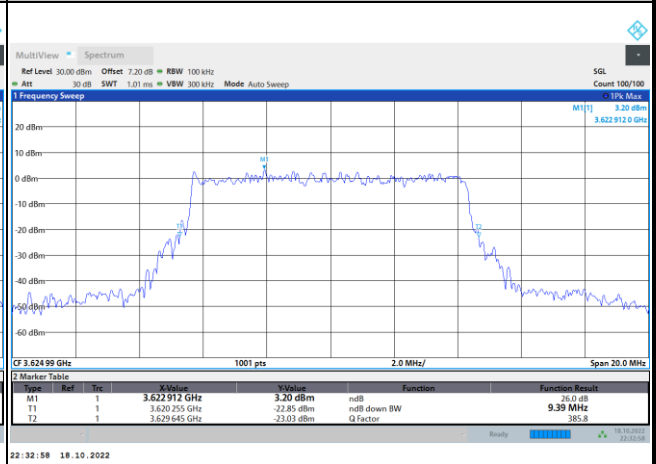 MultiView Spectrum
Ref Level 30.00 dBm Offset 7.20 dB RBW 100 kHz SGL
Att 30 dB SWT 1.01 ms VBW 300 kHz Mode Auto Sweep Count 100/100
1 Frequency Sweep 1Pk Max
M1[1] 3.20 dBm
3.622 912 0 GHz
20 dBm
10 dBm
M1
0 dBm
-10 dBm
T1 T2
-20 dBm
-30 dBm
-40 dBm
-50 dBm
-60 dBm
CF 3.624 99 GHz 1001 pts 2.0 MHz/ Span 20.0 MHz
2 Marker Table
Type Ref Trc X-Value Y-Value Function Function Result
M1 1 3.622 912 GHz 3.20 dBm ndB 26.0 dB
T1 1 3.620 255 GHz -22.85 dBm ndB down BW 9.39 MHz
T2 1 3.629 645 GHz -23.03 dBm Q Factor 385.8
Ready 18.10.2022
22:32:58
22:32:58 18.10.2022